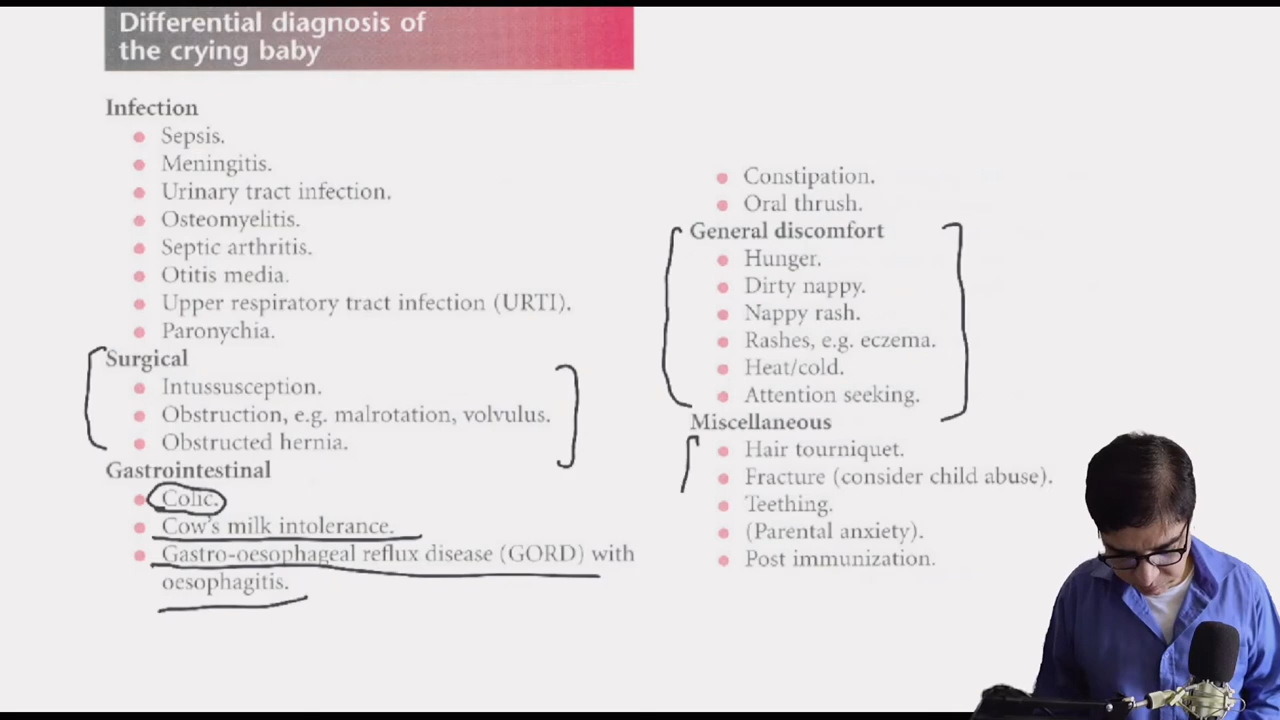 Differential diagnosis of
the crying baby
Infection
Sepsis.
Meningitis.
Urinary tract infection.
Osteomyelitis.
Septic arthritis.
Otitis media.
Upper respiratory tract infection (URTI).
Paronychia.
Surgical
Intussusception.
Obstruction, e.g. malrotation, volvulus.
Obstructed hernia.
Gastrointestinal
Colic.
Cow's milk intolerance.
Gastro-oesophageal reflux disease (GORD) with
oesophagitis.
Constipation.
Oral thrush.
General discomfort
Hunger.
Dirty nappy.
Nappy rash.
Rashes, e.g. eczema.
Heat/cold.
Attention seeking.
Miscellaneous
Hair tourniquet.
Fracture (consider child abuse).
Teething.
(Parental anxiety).
Post immunization.